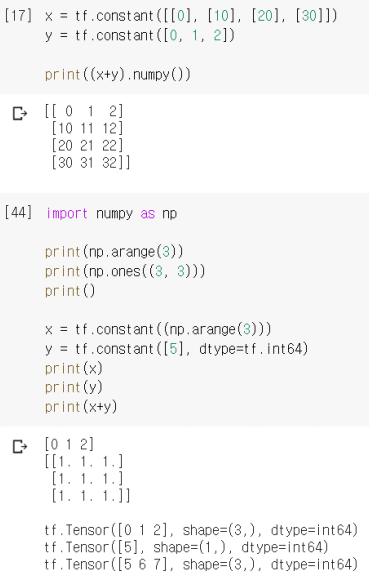 [17] x = tf.constant([[0], [10], [20], [30]])
y = tf.constant([0, 1, 2])
print((x+y).numpy())
[[ 0  1  2]
 [10 11 12]
 [20 21 22]
 [30 31 32]]
[44] import numpy as np
print(np.arange(3))
print(np.ones((3, 3)))
print()
x = tf.constant((np.arange(3)))
y = tf.constant([5], dtype=tf.int64)
print(x)
print(y)
print(x+y)
[0 1 2]
[[1. 1. 1.]
 [1. 1. 1.]
 [1. 1. 1.]]
tf.Tensor([0 1 2], shape=(3,), dtype=int64)
tf.Tensor([5], shape=(1,), dtype=int64)
tf.Tensor([5 6 7], shape=(3,), dtype=int64)